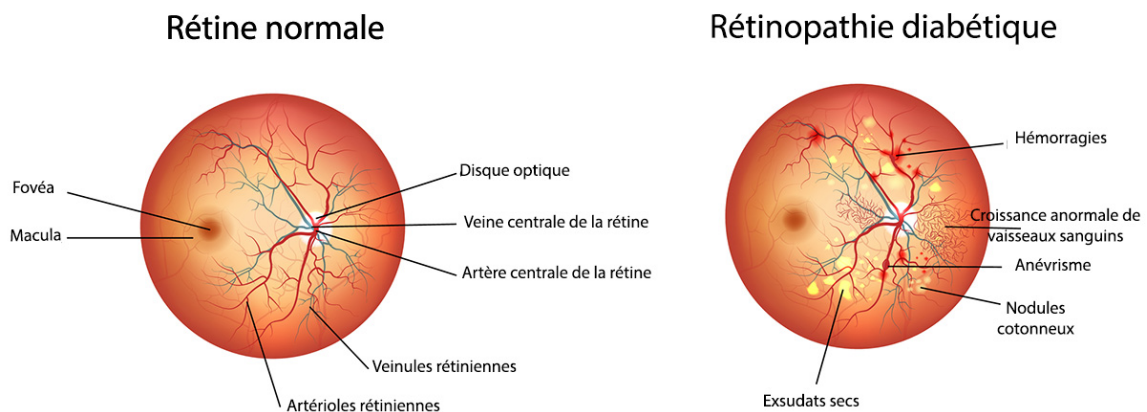 Rétine normale
Rétinopathie diabétique
Fovéa
Macula
Disque optique
Veine centrale de la rétine
Artère centrale de la rétine
Veinules rétiniennes
Artérioles rétiniennes
Hémorragies
Croissance anormale de
vaisseaux sanguins
Anévrisme
Nodules
cotonneux
Exsudats secs